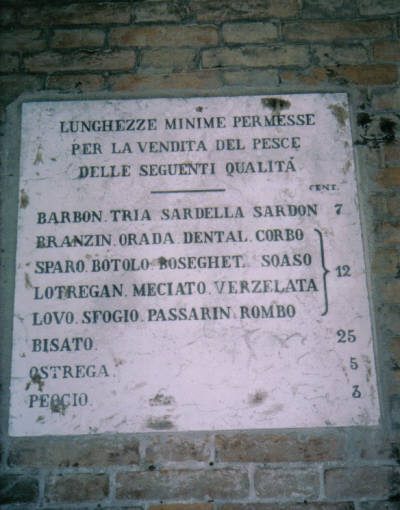 LUNGHEZZE MINIME PERMESSE
PER LA VENDITA DEL PESCE
DELLE SEGUENTI QUALITÁ
CENT.
BARBON. TRIA SARDELLA SARDON 7
BRANZIN. ORADA. DENTAL. CORBO
SPARO. BOTOLO. BOSEGHET. SOASO
12
LOTREGAN. MECIATO. VERZELATA
LOVO. SFOGIO. PASSARIN. ROMBO
BISATO. 25
OSTREGA 5
PEOCIO. 3